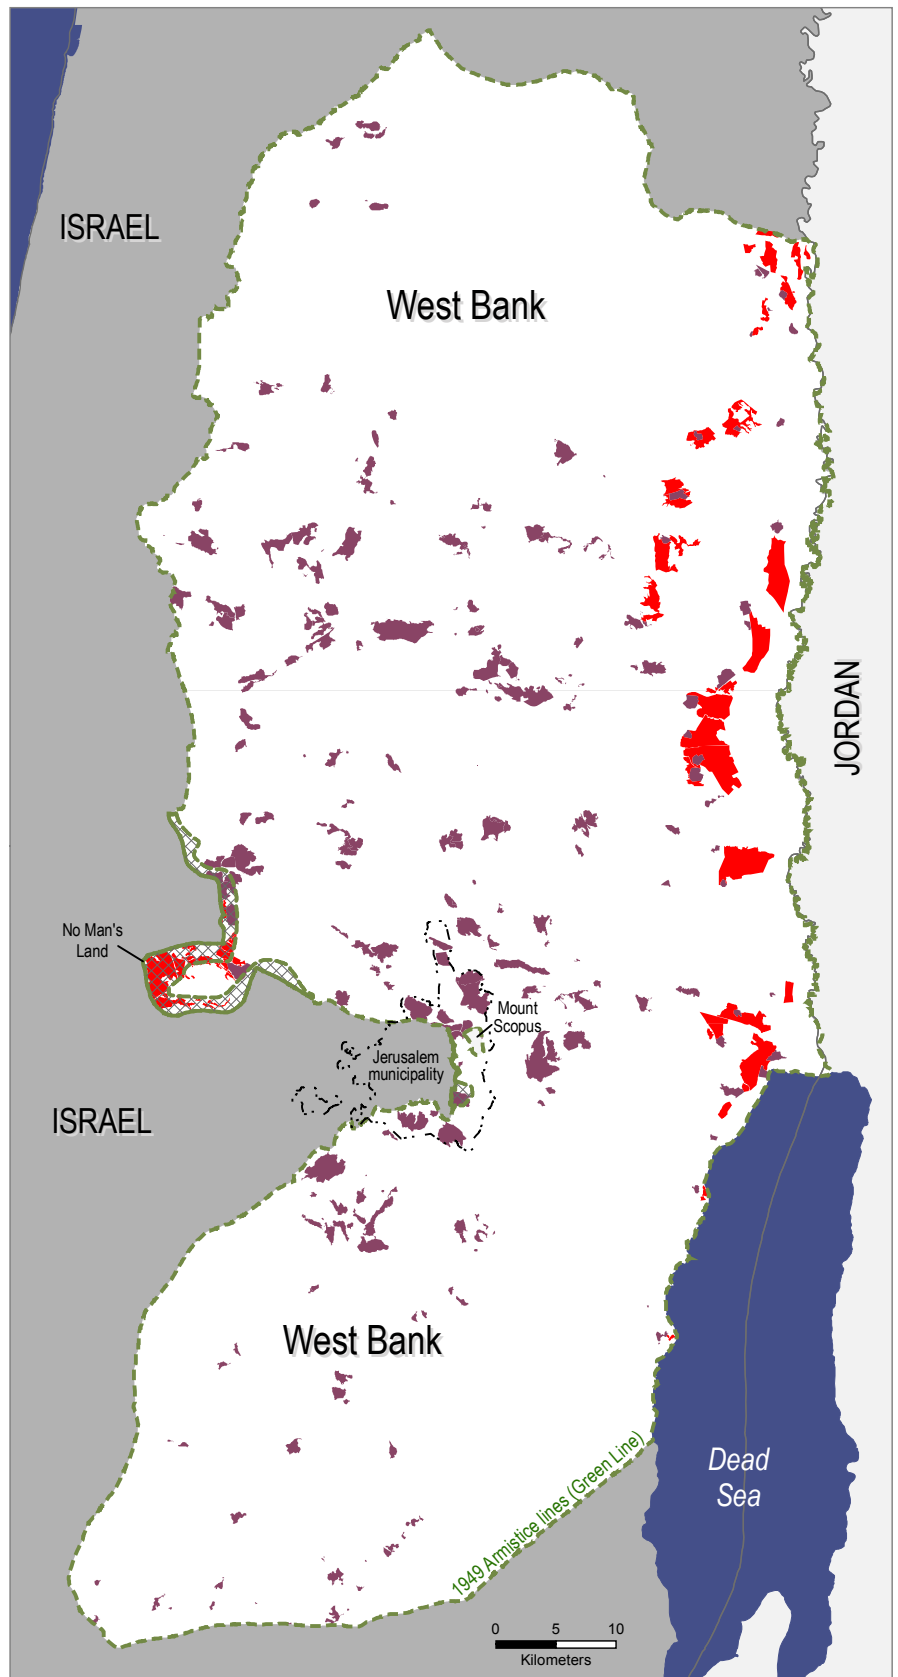 ISRAEL
West Bank
JORDAN
No Man's
Land
Mount
Scopus
Jerusalem
municipality
ISRAEL
West Bank
1949 Armistice lines (Green Line)
Dead
Sea
0 5 10
Kilometers